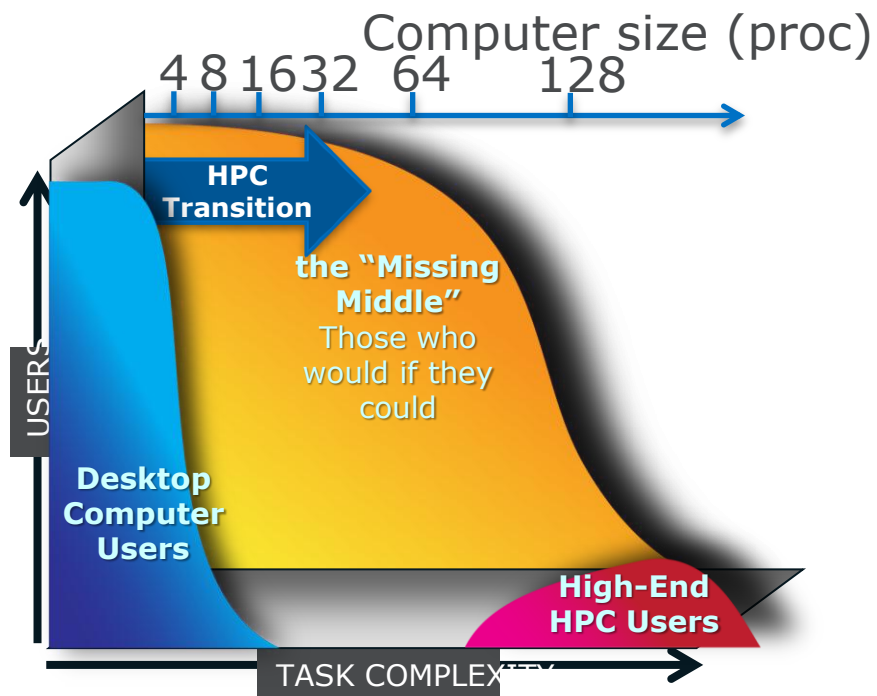 Computer size (proc)
4 8 16 32 64 128
HPC
Transition
the “Missing
Middle”
Those who
would if they
could
USERS
Desktop
Computer
Users
High-End
HPC Users
TASK COMPLEXITY